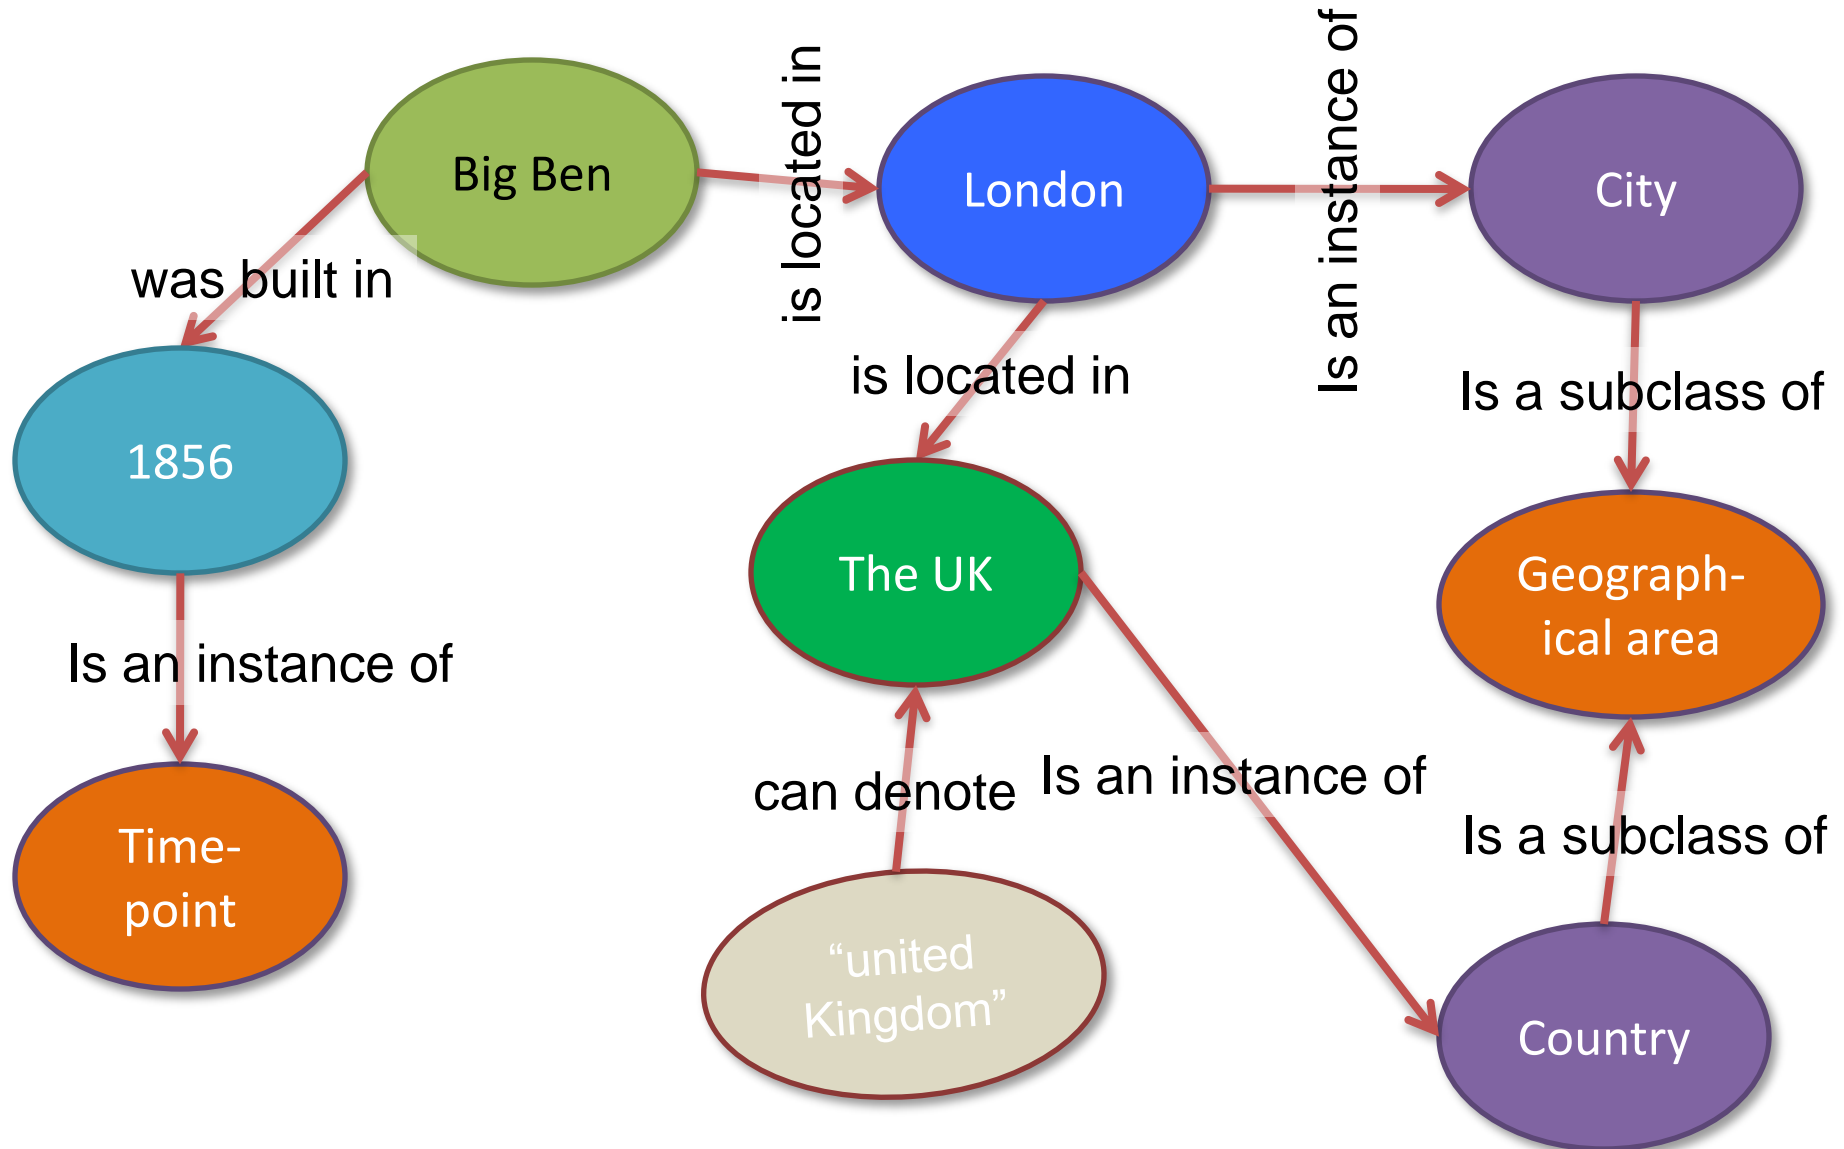 Big Ben
is located in
London
Is an instance of
City
was built in
is located in
Is a subclass of
1856
The UK
Geograph-
ical area
Is an instance of
can denote
Is an instance of
Is a subclass of
Time-
point
“united
Kingdom”
Country